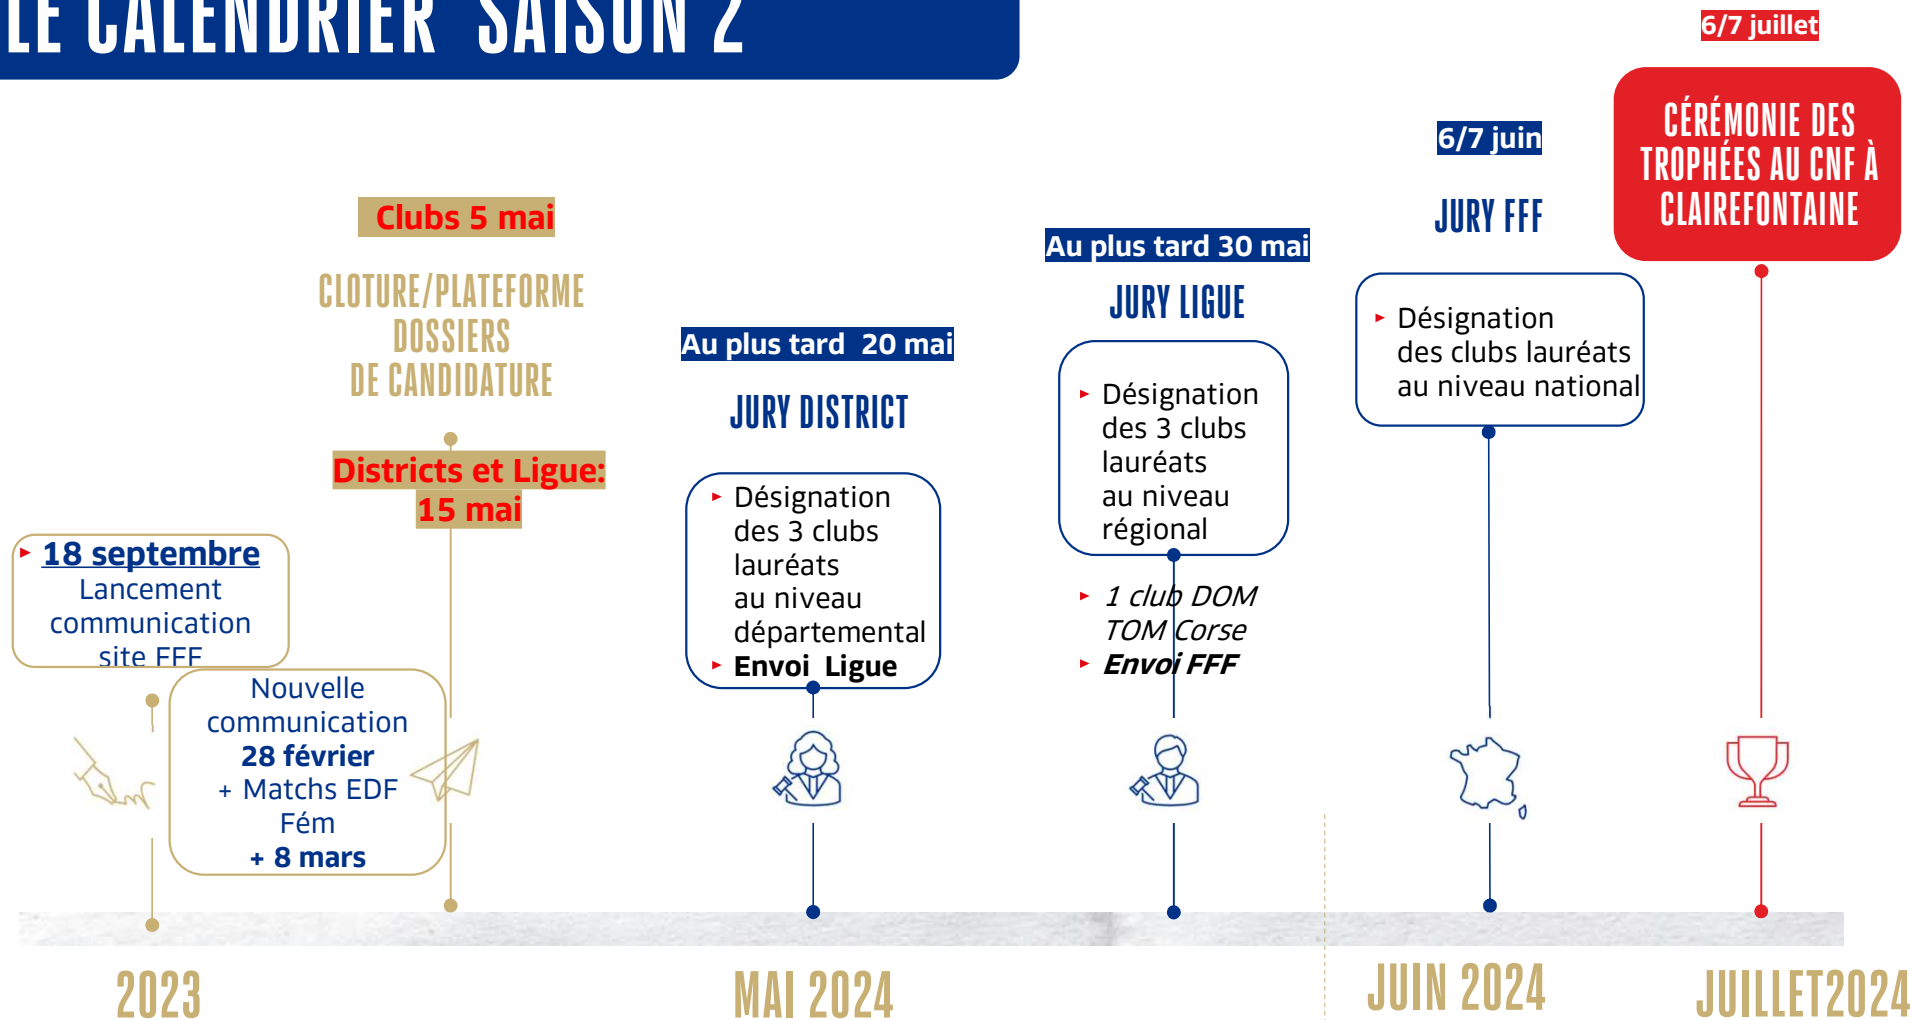 LE CALENDRIER SAISON 2
18 septembre
Lancement
communication
site FFF
Nouvelle
communication
28 février
+ Matchs EDF
Fém
+ 8 mars
Clubs 5 mai
CLOTURE/PLATEFORME
DOSSIERS
DE CANDIDATURE
Districts et Ligue:
15 mai
Au plus tard 20 mai
JURY DISTRICT
Désignation
des 3 clubs
lauréats
au niveau
départemental
Envoi Ligue
Au plus tard 30 mai
JURY LIGUE
Désignation
des 3 clubs
lauréats
au niveau
régional
1 club DOM
TOM Corse
Envoi FFF
6/7 juin
JURY FFF
Désignation
des clubs lauréats
au niveau national
6/7 juillet
CÉRÉMONIE DES
TROPHÉES AU CNF À
CLAIREFONTAINE
2023
MAI 2024
JUIN 2024
JUILLET2024